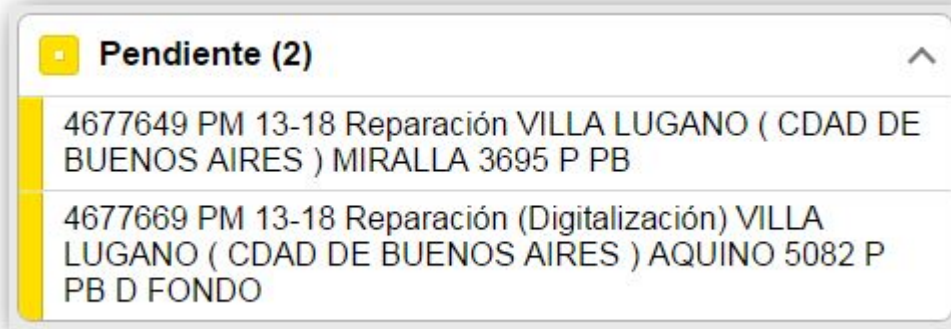 Pendiente (2)
4677649 PM 13-18 Reparación VILLA LUGANO ( CDAD DE
BUENOS AIRES ) MIRALLA 3695 P PB
4677669 PM 13-18 Reparación (Digitalización) VILLA
LUGANO ( CDAD DE BUENOS AIRES ) AQUINO 5082 P
PB D FONDO